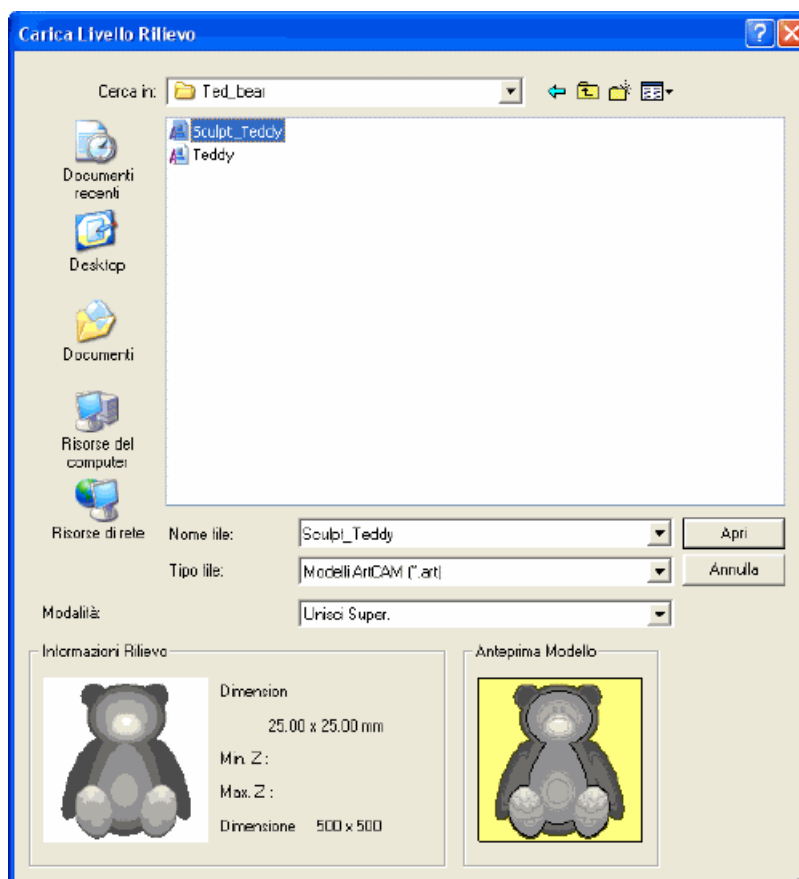 Carica Livello Rilievo
Cerca in: Ted_bear
Sculpt_Teddy
Teddy
Documenti
recenti
Desktop
Documenti
Risorse del
computer
Risorse di rete
Nome file: Sculpt_Teddy Apri
Tipo file: Modelli ArtCAM (*.art) Annulla
Modalità: Unisci Super.
Informazioni Rilievo
Dimension
25.00 x 25.00 mm
Min. Z :
Max. Z :
Dimensione 500 x 500
Anteprima Modello